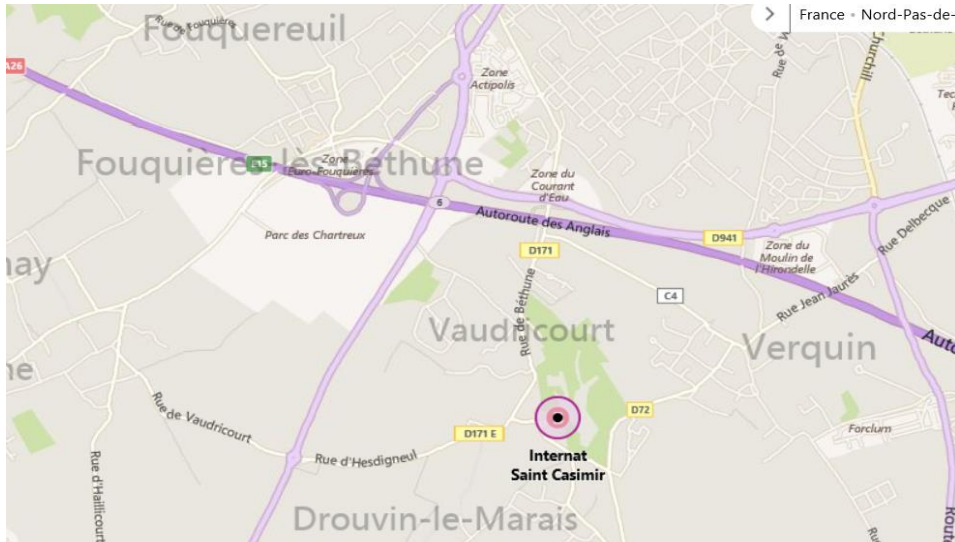 France • Nord-Pas-de-
Rue de Fouquières
Fouquereuil
A26
Zone
Actipolis
Churchill
Fouquières-lès-Béthune
E15
Zone
Euro-Fouquières
Zone du
Courant
d'Eau
6
Autoroute des Anglais
Parc des Chartreux
D171
D941
Zone du
Moulin de
l'Hirondelle
Rue Delbecque
C4
Rue Jean Jaurès
Rue de Béthune
Vaudricourt
Verquin
Rue de Vaudricourt
D72
D171 E
Forclum
Internat
Saint Casimir
Rue d'Hesdigneul
Rue d'Haillicourt
Drouvin-le-Marais
Rout